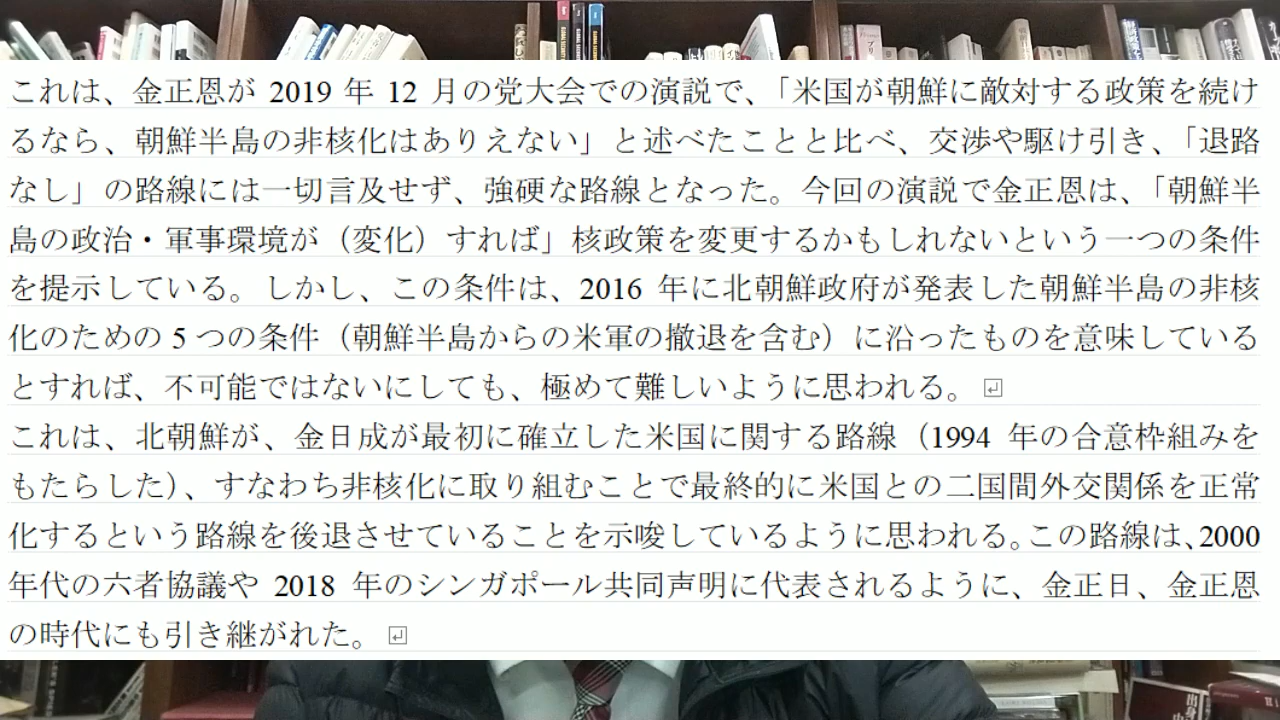 これは、金正恩が 2019 年 12 月の党大会での演説で、「米国が朝鮮に敵対する政策を続け
るなら、朝鮮半島の非核化はありえない」と述べたことと比べ、交渉や駆け引き、「退路
なし」の路線には一切言及せず、強硬な路線となった。今回の演説で金正恩は、「朝鮮半
島の政治・軍事環境が（変化）すれば」核政策を変更するかもしれないという一つの条件
を提示している。しかし、この条件は、2016 年に北朝鮮政府が発表した朝鮮半島の非核
化のための 5 つの条件（朝鮮半島からの米軍の撤退を含む）に沿ったものを意味している
とすれば、不可能ではないにしても、極めて難しいように思われる。
これは、北朝鮮が、金日成が最初に確立した米国に関する路線（1994 年の合意枠組みを
もたらした）、すなわち非核化に取り組むことで最終的に米国との二国間外交関係を正常
化するという路線を後退させていることを示唆しているように思われる。この路線は、2000
年代の六者協議や 2018 年のシンガポール共同声明に代表されるように、金正日、金正恩
の時代にも引き継がれた。